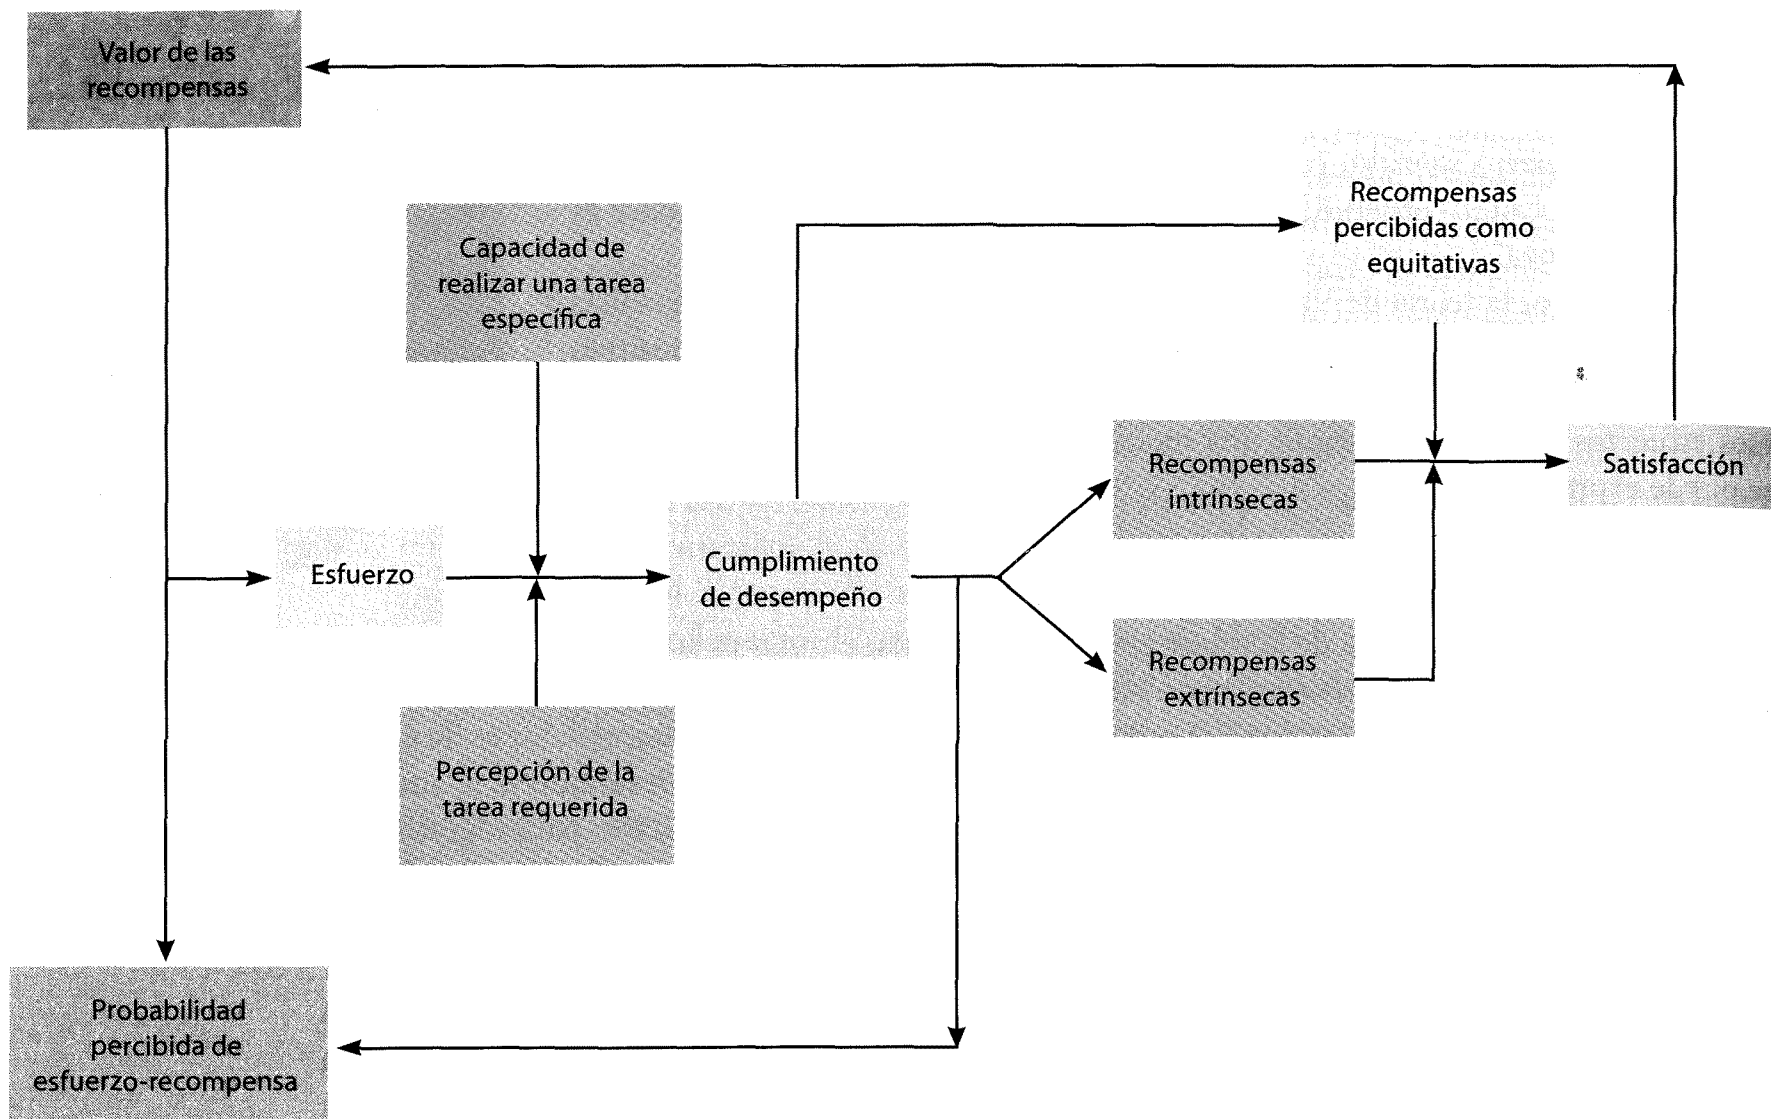 Valor de las
recompensas
Recompensas
percibidas como
equitativas
Capacidad de
realizar una tarea
específica
Recompensas
intrínsecas
Satisfacción
Esfuerzo
Cumplimiento
de desempeño
Recompensas
extrínsecas
Percepción de la
tarea requerida
Probabilidad
percibida de
esfuerzo-recompensa